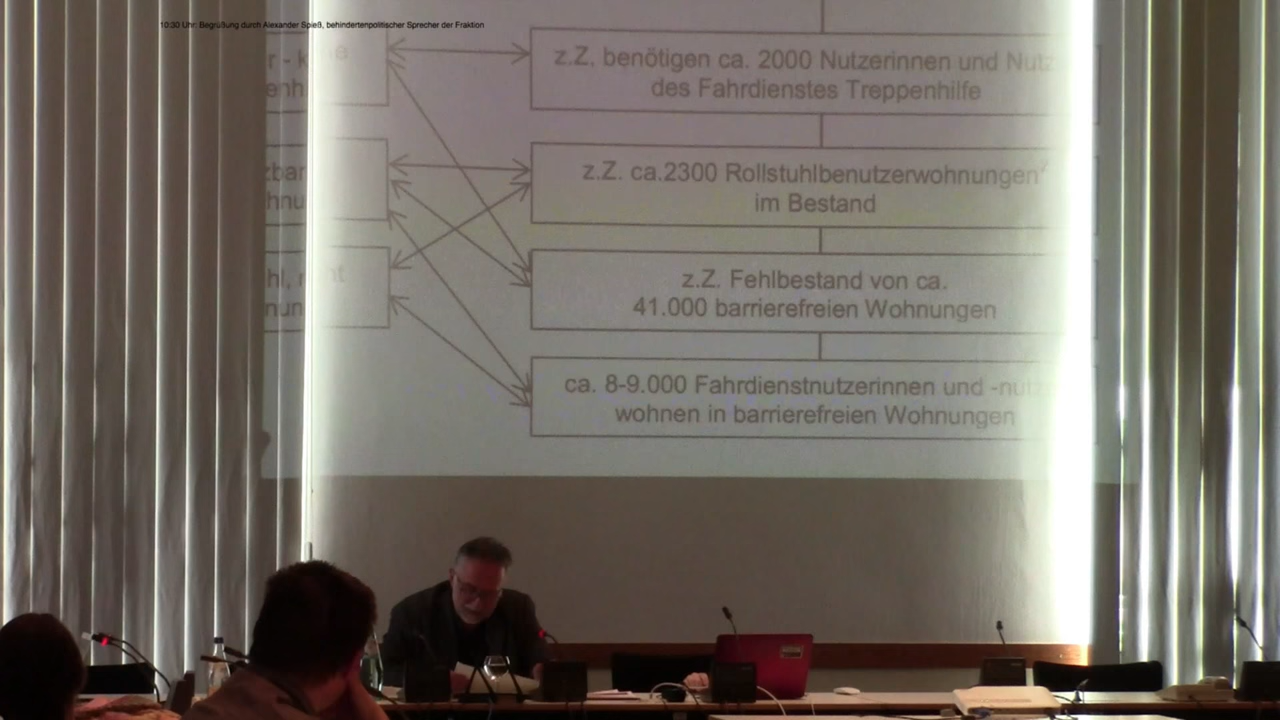 10:30 Uhr: Begrüßung durch Alexander Spieß, behindertenpolitischer Sprecher der Fraktion
z.Z. benötigen ca. 2000 Nutzerinnen und Nutz
des Fahrdienstes Treppenhilfe
z.Z. ca.2300 Rollstuhlbenutzerwohnungen
im Bestand
z.Z. Fehlbestand von ca.
41.000 barrierefreien Wohnungen
ca. 8-9.000 Fahrdienstnutzerinnen und -nutz
wohnen in barrierefreien Wohnungen